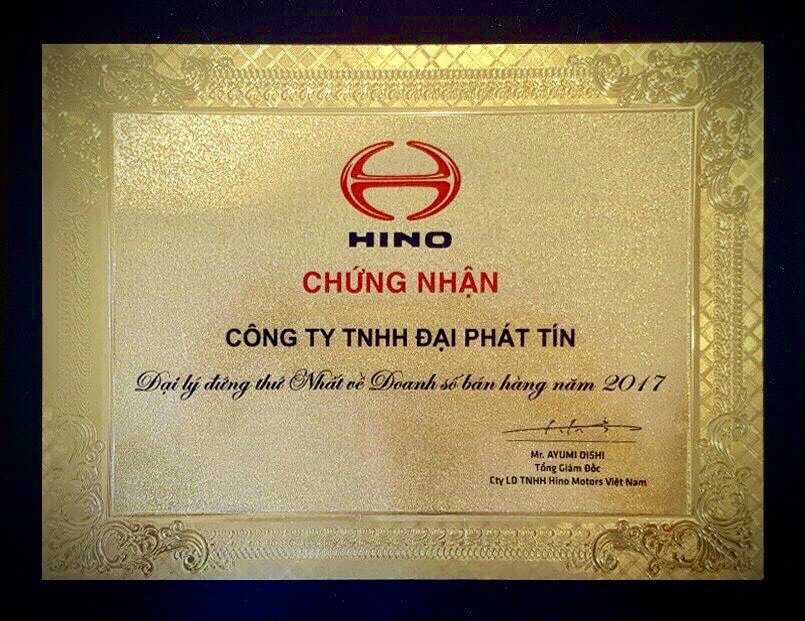 HINO
CHỨNG NHẬN
CÔNG TY TNHH ĐẠI PHÁT TÍN
Đại lý đứng thứ Nhất về Doanh số bán hàng năm 2017
Mr. AYUMI OISHI
Tổng Giám Đốc
Cty LD TNHH Hino Motors Việt Nam